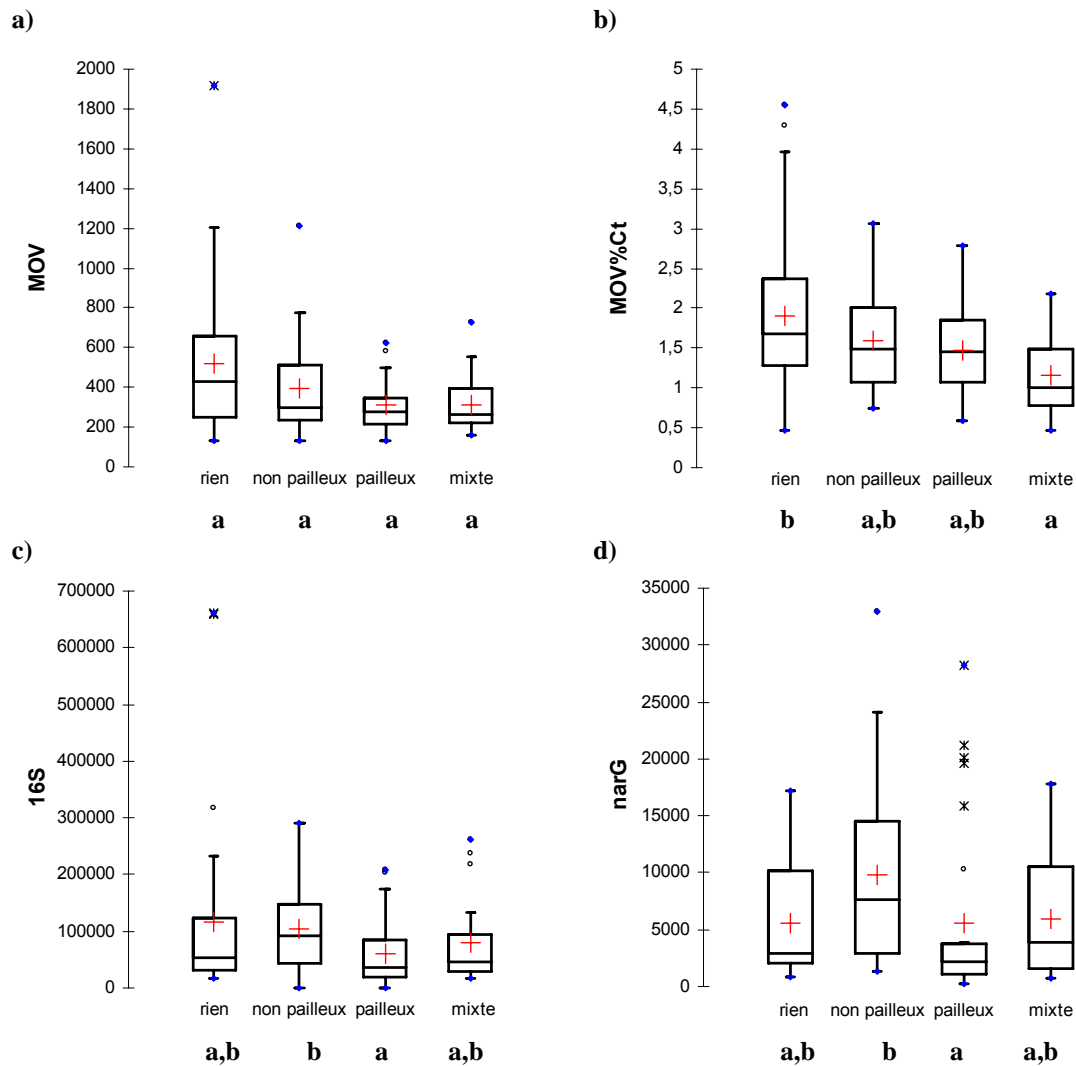 a)
MOV
2000
1800
1600
1400
1200
1000
800
600
400
200
0
rien non pailleux pailleux mixte
a a a a
b)
MOV%Ct
5
4,5
4
3,5
3
2,5
2
1,5
1
0,5
0
rien non pailleux pailleux mixte
b a,b a,b a
c)
16S
700000
600000
500000
400000
300000
200000
100000
0
rien non pailleux pailleux mixte
a,b b a a,b
d)
narG
35000
30000
25000
20000
15000
10000
5000
0
rien non pailleux pailleux mixte
a,b b a a,b